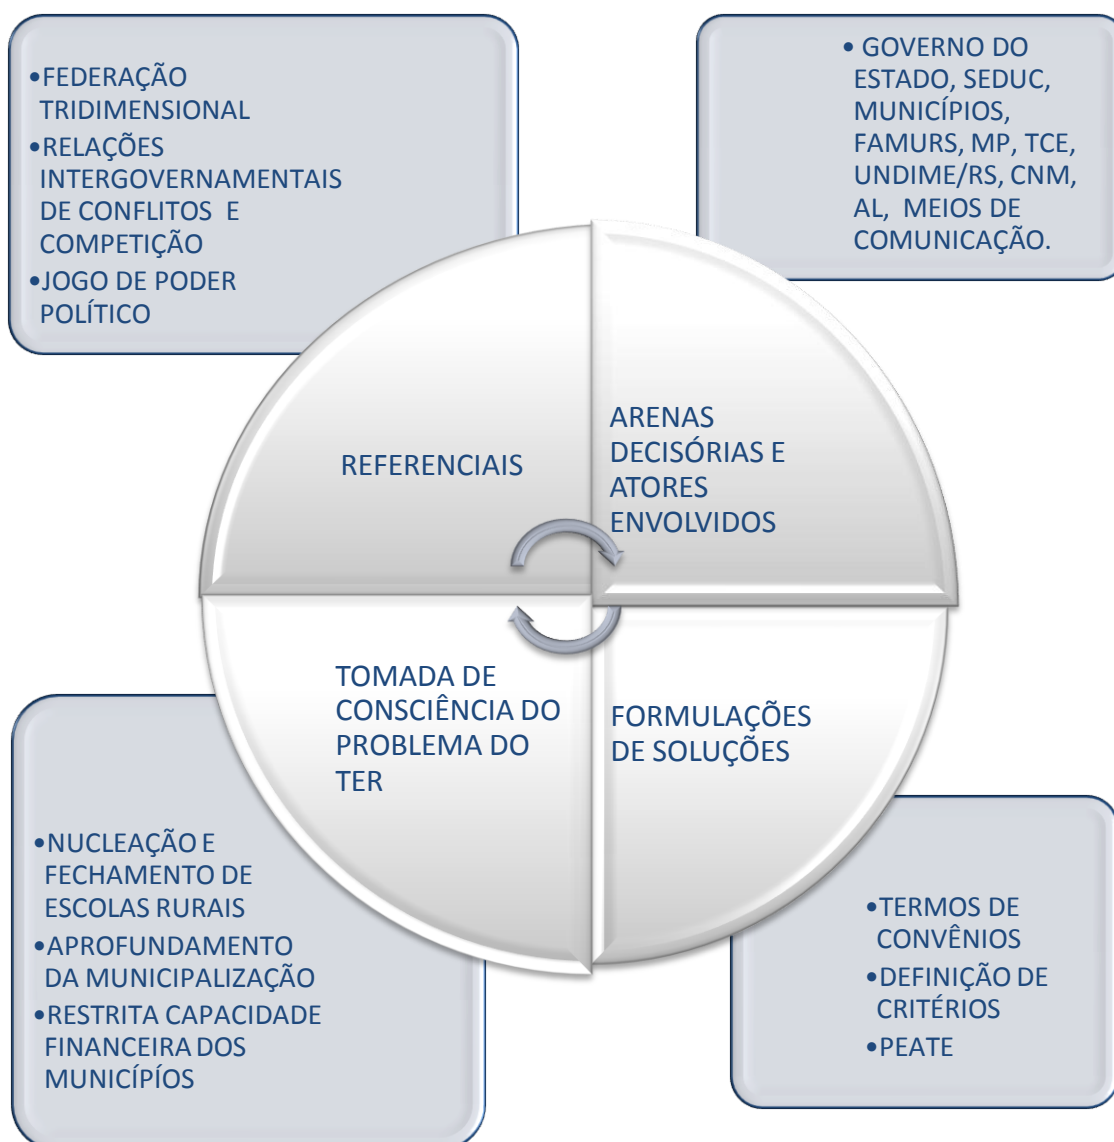 •FEDERAÇÃO
TRIDIMENSIONAL
•RELAÇÕES
INTERGOVERNAMENTAIS
DE CONFLITOS E
COMPETIÇÃO
•JOGO DE PODER
POLÍTICO
• GOVERNO DO
ESTADO, SEDUC,
MUNICÍPIOS,
FAMURS, MP, TCE,
UNDIME/RS, CNM,
AL, MEIOS DE
COMUNICAÇÃO.
REFERENCIAIS
ARENAS
DECISÓRIAS E
ATORES
ENVOLVIDOS
TOMADA DE
CONSCIÊNCIA DO
PROBLEMA DO
TER
FORMULAÇÕES
DE SOLUÇÕES
•NUCLEAÇÃO E
FECHAMENTO DE
ESCOLAS RURAIS
•APROFUNDAMENTO
DA MUNICIPALIZAÇÃO
•RESTRITA CAPACIDADE
FINANCEIRA DOS
MUNICÍPÍOS
•TERMOS DE
CONVÊNIOS
•DEFINIÇÃO DE
CRITÉRIOS
•PEATE